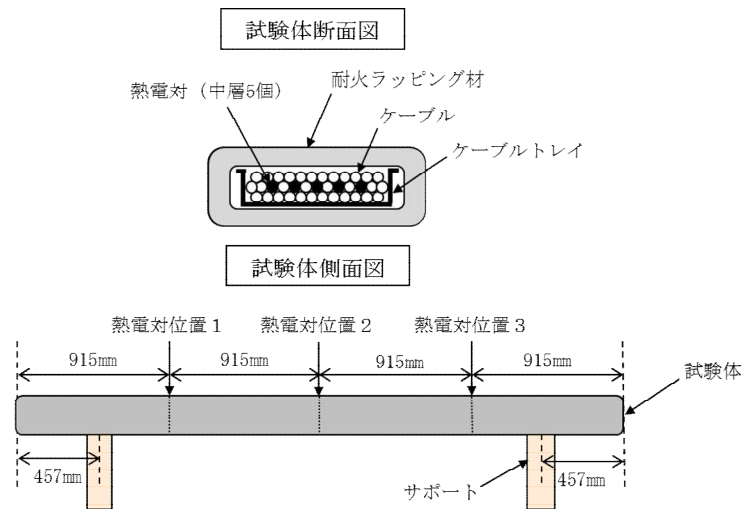 試験体断面図
熱電対（中層5個）
耐火ラッピング材
ケーブル
ケーブルトレイ
試験体側面図
熱電対位置1
熱電対位置2
熱電対位置3
915mm
915mm
915mm
915mm
試験体
457mm
サポート
457mm